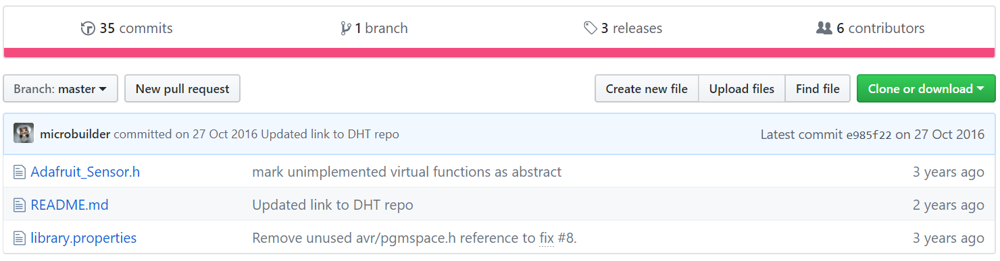 35 commits 1 branch 3 releases 6 contributors
Branch: master New pull request Create new file Upload files Find file Clone or download
microbuilder committed on 27 Oct 2016 Updated link to DHT repo Latest commit e985f22 on 27 Oct 2016
Adafruit_Sensor.h mark unimplemented virtual functions as abstract 3 years ago
README.md Updated link to DHT repo 2 years ago
library.properties Remove unused avr/pgmspace.h reference to fix #8. 3 years ago